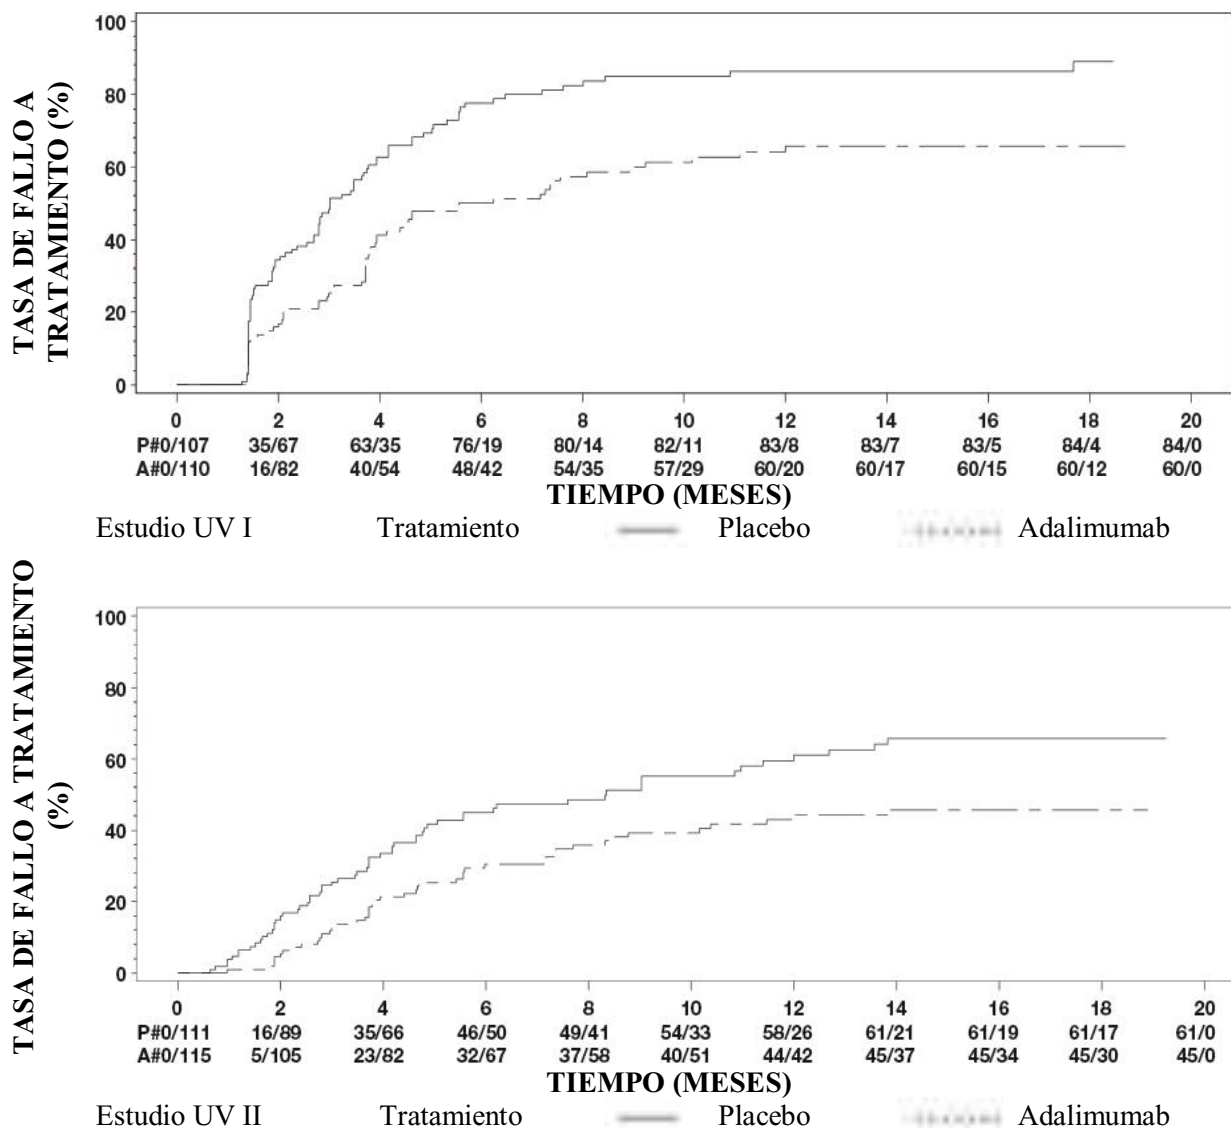 TASA DE FALLO A
TRATAMIENTO (%)
100
80
60
40
20
0
0 2 4 6 8 10 12 14 16 18 20
P#0/107 35/67 63/35 76/19 80/14 82/11 83/8 83/7 83/5 84/4 84/0
A#0/110 16/82 40/54 48/42 54/35 57/29 60/20 60/17 60/15 60/12 60/0
TIEMPO (MESES)
Estudio UV I Tratamiento Placebo Adalimumab
TASA DE FALLO A TRATAMIENTO
(%)
100
80
60
40
20
0
0 2 4 6 8 10 12 14 16 18 20
P#0/111 16/89 35/66 46/50 49/41 54/33 58/26 61/21 61/19 61/17 61/0
A#0/115 5/105 23/82 32/67 37/58 40/51 44/42 45/37 45/34 45/30 45/0
TIEMPO (MESES)
Estudio UV II Tratamiento Placebo Adalimumab